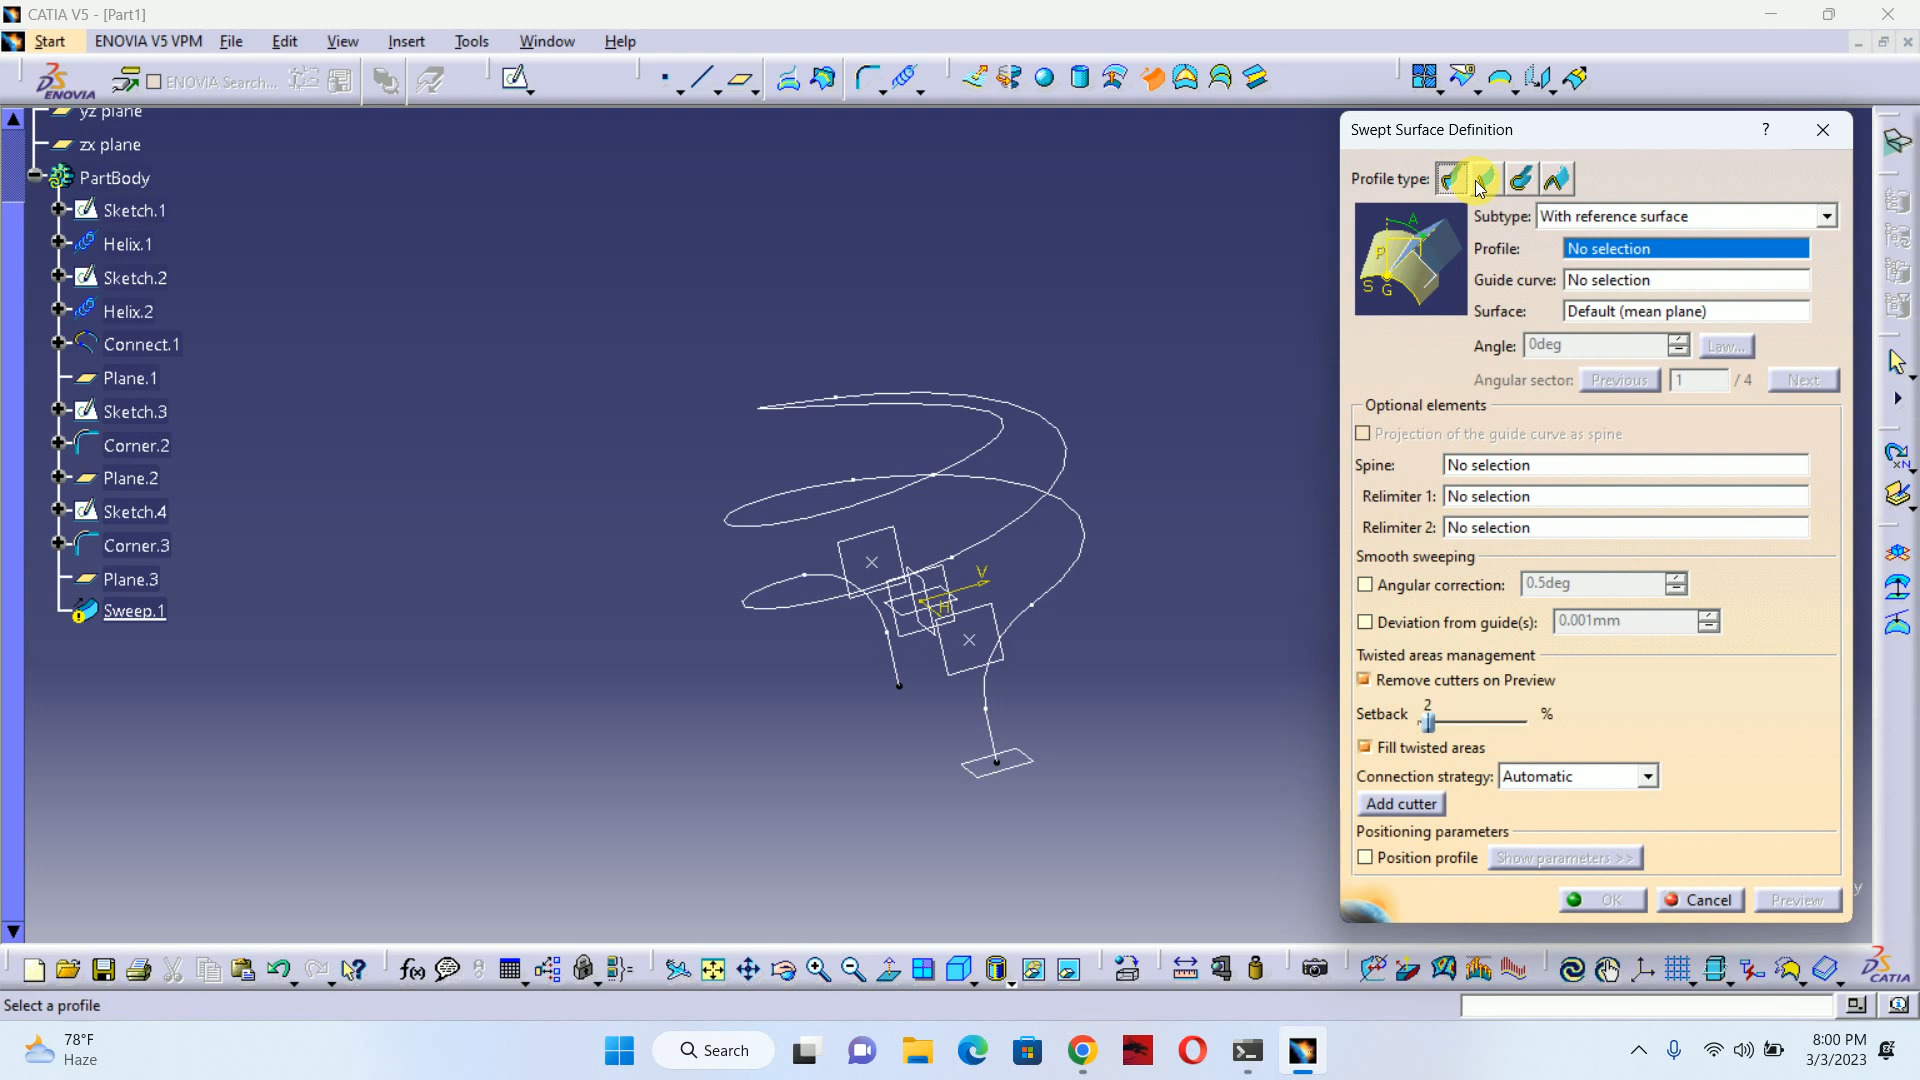 CATIA V5 - [Part1]
Start ENOVIA V5 VPM File Edit View Insert Tools Window Help
ENOVIA ENOVIA Search...
yz plane
zx plane
PartBody
Sketch.1
Helix.1
Sketch.2
Helix.2
Connect.1
Plane.1
Sketch.3
Corner.2
Plane.2
Sketch.4
Corner.3
Plane.3
Sweep.1
V
H
Swept Surface Definition ?
Profile type:
A
P
S G
Subtype: With reference surface
Profile: No selection
Guide curve: No selection
Surface: Default (mean plane)
Angle: 0deg Law...
Angular sector: Previous 1 / 4 Next
Optional elements
Projection of the guide curve as spine
Spine: No selection
Relimiter 1: No selection
Relimiter 2: No selection
Smooth sweeping
Angular correction: 0.5deg
Deviation from guide(s): 0.001mm
Twisted areas management
Remove cutters on Preview
Setback 2 %
Fill twisted areas
Connection strategy: Automatic
Add cutter
Positioning parameters
Position profile Show parameters >>
OK Cancel Preview
y
f(x)
CATIA
Select a profile
78°F
Haze
Search
8:00 PM
3/3/2023